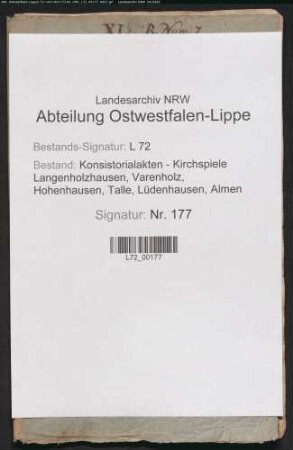 Landesarchiv NRW
Abteilung Ostwestfalen-Lippe
Bestands-Signatur: L 72
Bestand: Konsistorialakten - Kirchspiele
Langenholzhausen, Varenholz,
Hohenhausen, Talle, Lüdenhausen, Almen
Signatur: Nr. 177
L72_00177